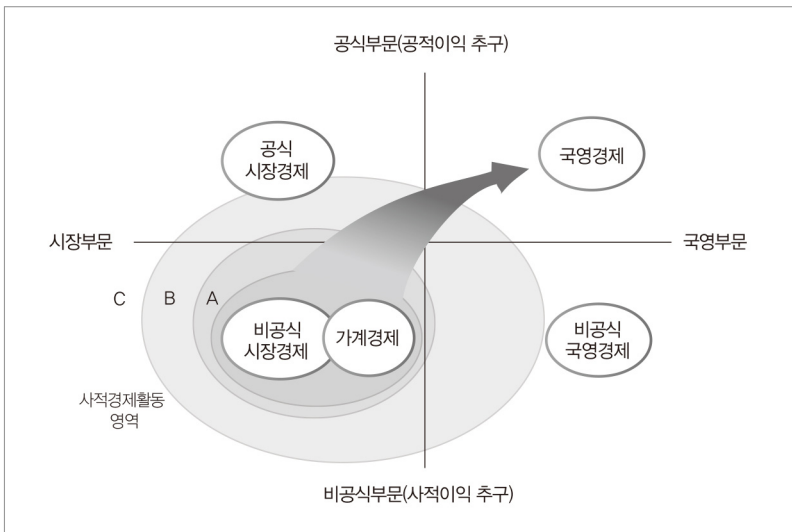 공식부문(공적이익 추구)
공식
시장경제
국영경제
시장부문
국영부문
C
B
A
비공식
시장경제
가계경제
비공식
국영경제
사적경제활동
영역
비공식부문(사적이익 추구)